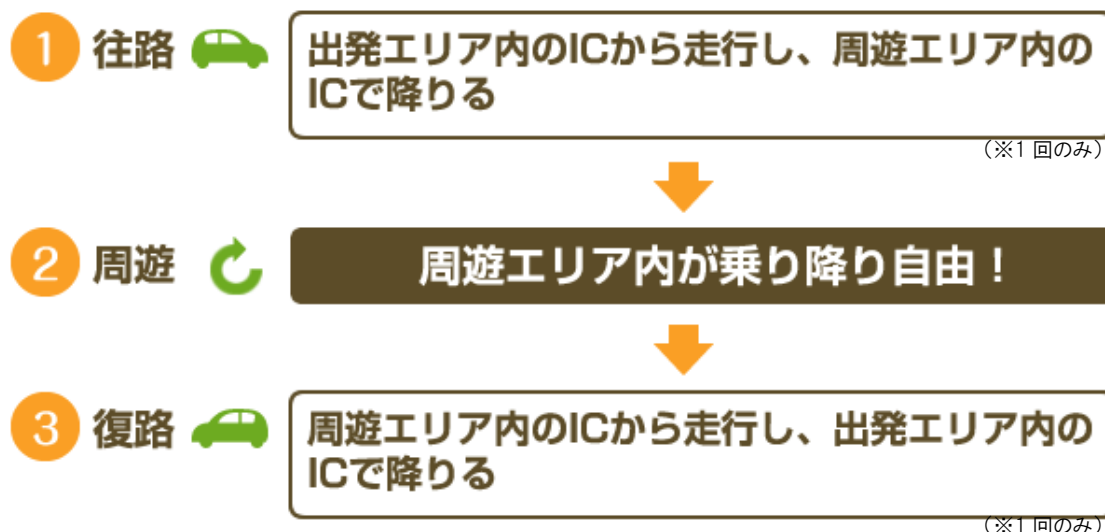 1 往路
出発エリア内のICから走行し、周遊エリア内の
ICで降りる
（※1 回のみ）
2 周遊
周遊エリア内が乗り降り自由！
3 復路
周遊エリア内のICから走行し、出発エリア内の
ICで降りる
（※1 回のみ）